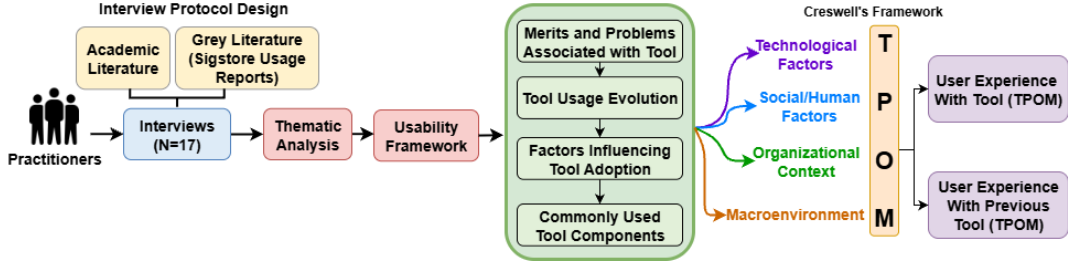 Interview Protocol Design
Academic
Literature
Grey Literature
(Sigstore Usage
Reports)
Practitioners
Interviews
(N=17)
Thematic
Analysis
Usability
Framework
Merits and Problems
Associated with Tool
Tool Usage Evolution
Factors Influencing
Tool Adoption
Commonly Used
Tool Components
Technological
Factors
Social/Human
Factors
Organizational
Context
Macroenvironment
Creswell's Framework
T
P
O
M
User Experience
With Tool (TPOM)
User Experience
With Previous
Tool (TPOM)